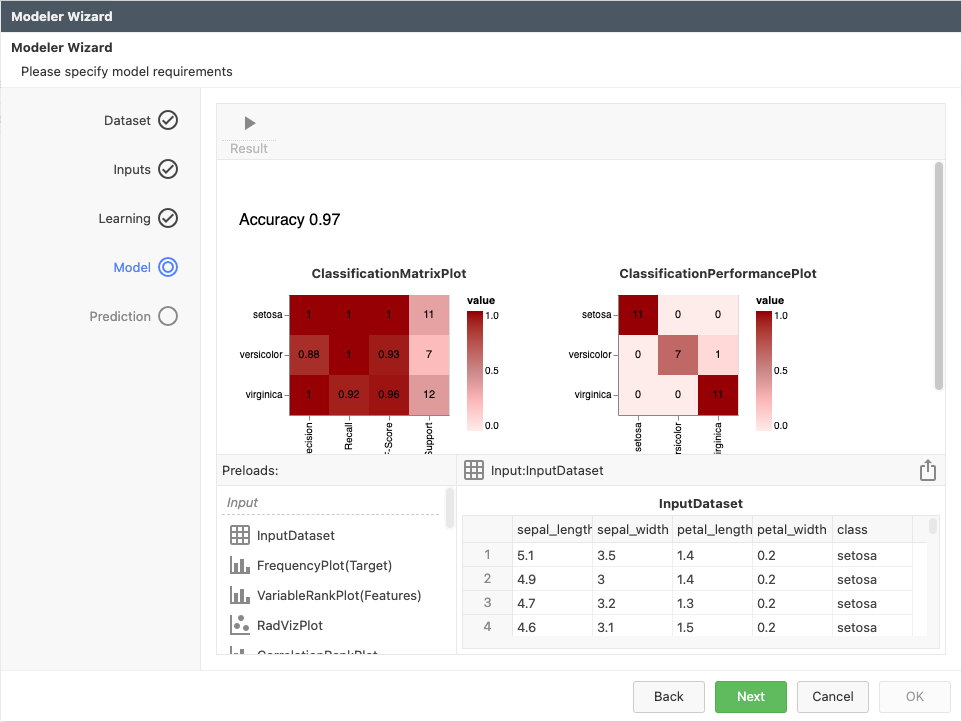 Modeler Wizard
Modeler Wizard
Please specify model requirements
Dataset
Inputs
Learning
Model
Prediction
Result
Accuracy 0.97
ClassificationMatrixPlot
setosa 1 1 1 11
versicolor 0.88 1 0.93 7
virginica 1 0.92 0.96 12
ecision Recall F-Score Support
value
1.0
0.5
0.0
ClassificationPerformancePlot
setosa 11 0 0
versicolor 0 7 1
virginica 0 0 11
setosa rsicolor irginica
value
1.0
0.5
0.0
Preloads:
Input
InputDataset
FrequencyPlot(Target)
VariableRankPlot(Features)
RadVizPlot
CorrelationRankPlot
Input:InputDataset
InputDataset
sepal_length sepal_width petal_length petal_width class
1 5.1 3.5 1.4 0.2 setosa
2 4.9 3 1.4 0.2 setosa
3 4.7 3.2 1.3 0.2 setosa
4 4.6 3.1 1.5 0.2 setosa
Back Next Cancel OK